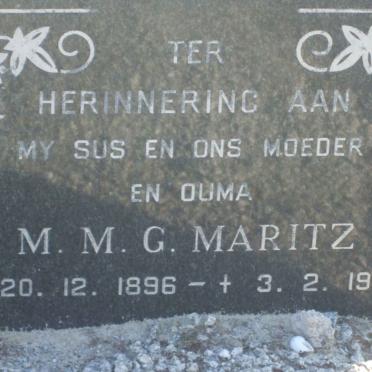 TER
HERINNERING AAN
MY SUS EN ONS MOEDER
EN OUMA
M. M. G. MARITZ
20. 12. 1896 – † 3. 2. 19